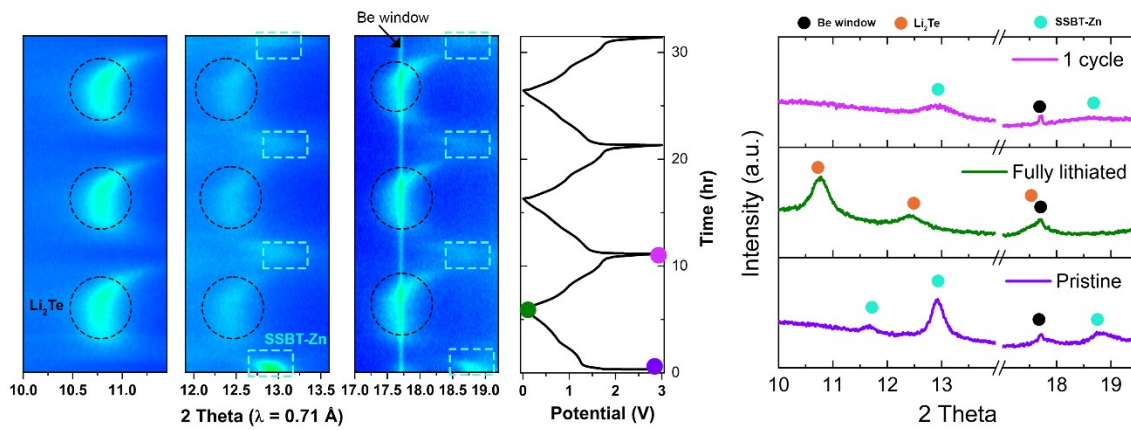 Be window
Li₂Te
SSBT-Zn
10.0 10.5 11.0
12.0 12.5 13.0 13.5
17.0 17.5 18.0 18.5 19.0
0 1 2 3
2 Theta (λ = 0.71 Å)
Potential (V)
0
10
20
30
Time (hr)
Be window Li₂Te SSBT-Zn
1 cycle
Fully lithiated
Pristine
Intensity (a.u.)
10 11 12 13 18 19
2 Theta